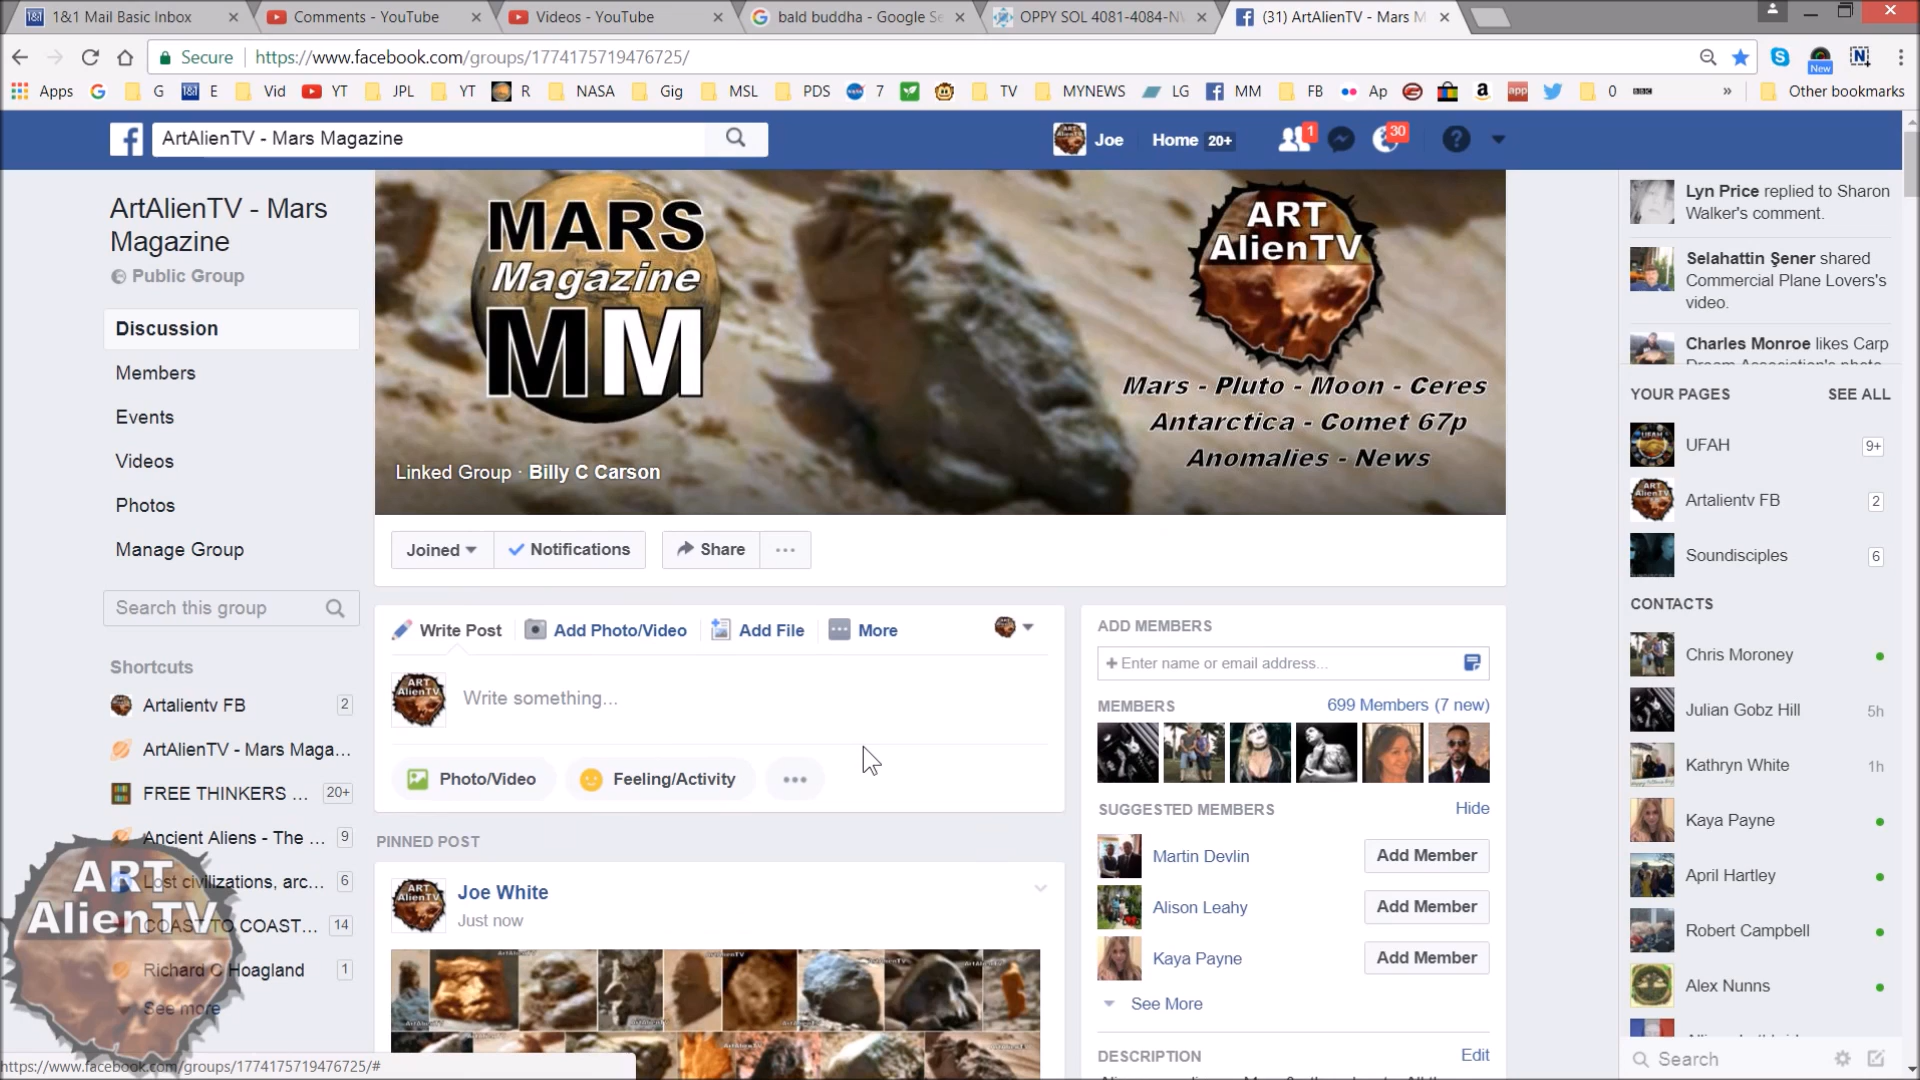 1&1 Mail Basic Inbox
Comments - YouTube
Videos - YouTube
bald buddha - Google Se
OPPY SOL 4081-4084-NV
(31) ArtAlienTV - Mars M
Secure
https://www.facebook.com/groups/1774175719476725/
New
Apps G E Vid YT JPL YT R NASA Gig MSL PDS 7 TV MYNEWS LG MM FB Ap 0 » Other bookmarks
ArtAlienTV - Mars Magazine
Joe
Home 20+
1
30
ArtAlienTV - Mars
Magazine
Public Group
Discussion
Members
Events
Videos
Photos
Manage Group
Search this group
Shortcuts
Artalientv FB 2
ArtAlienTV - Mars Maga...
FREE THINKERS ... 20+
Ancient Aliens - The ... 9
Lost civilizations, arc... 6
COAST TO COAST... 14
Richard C Hoagland 1
See more
ART
AlienTV
https://www.facebook.com/groups/1774175719476725/#
MARS
Magazine
MM
ART
AlienTV
Mars - Pluto - Moon - Ceres
Antarctica - Comet 67p
Anomalies - News
Linked Group · Billy C Carson
Joined
Notifications
Share
Write Post
Add Photo/Video
Add File
More
Write something...
Photo/Video
Feeling/Activity
PINNED POST
Joe White
Just now
ADD MEMBERS
+ Enter name or email address...
MEMBERS
699 Members (7 new)
SUGGESTED MEMBERS
Hide
Martin Devlin
Add Member
Alison Leahy
Add Member
Kaya Payne
Add Member
See More
DESCRIPTION
Edit
Lyn Price replied to Sharon
Walker's comment.
Selahattin Şener shared
Commercial Plane Lovers's
video.
Charles Monroe likes Carp
YOUR PAGES
SEE ALL
UFAH 9+
Artalientv FB 2
Soundisciples 6
CONTACTS
Chris Moroney
Julian Gobz Hill 5h
Kathryn White 1h
Kaya Payne
April Hartley
Robert Campbell
Alex Nunns
Search